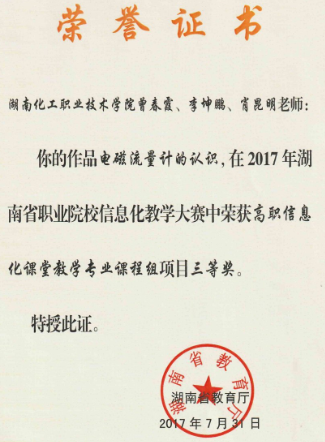 荣誉证书
湖南化工职业技术学院曾春霞、李坤鹏、肖昆明老师：
你的作品电磁流量计的认识，在2017年湖
南省职业院校信息化教学大赛中荣获高职信息
化课堂教学专业课程组项目三等奖。
特授此证。
湖南省教育厅
湖南省教育厅
2017年7月31日